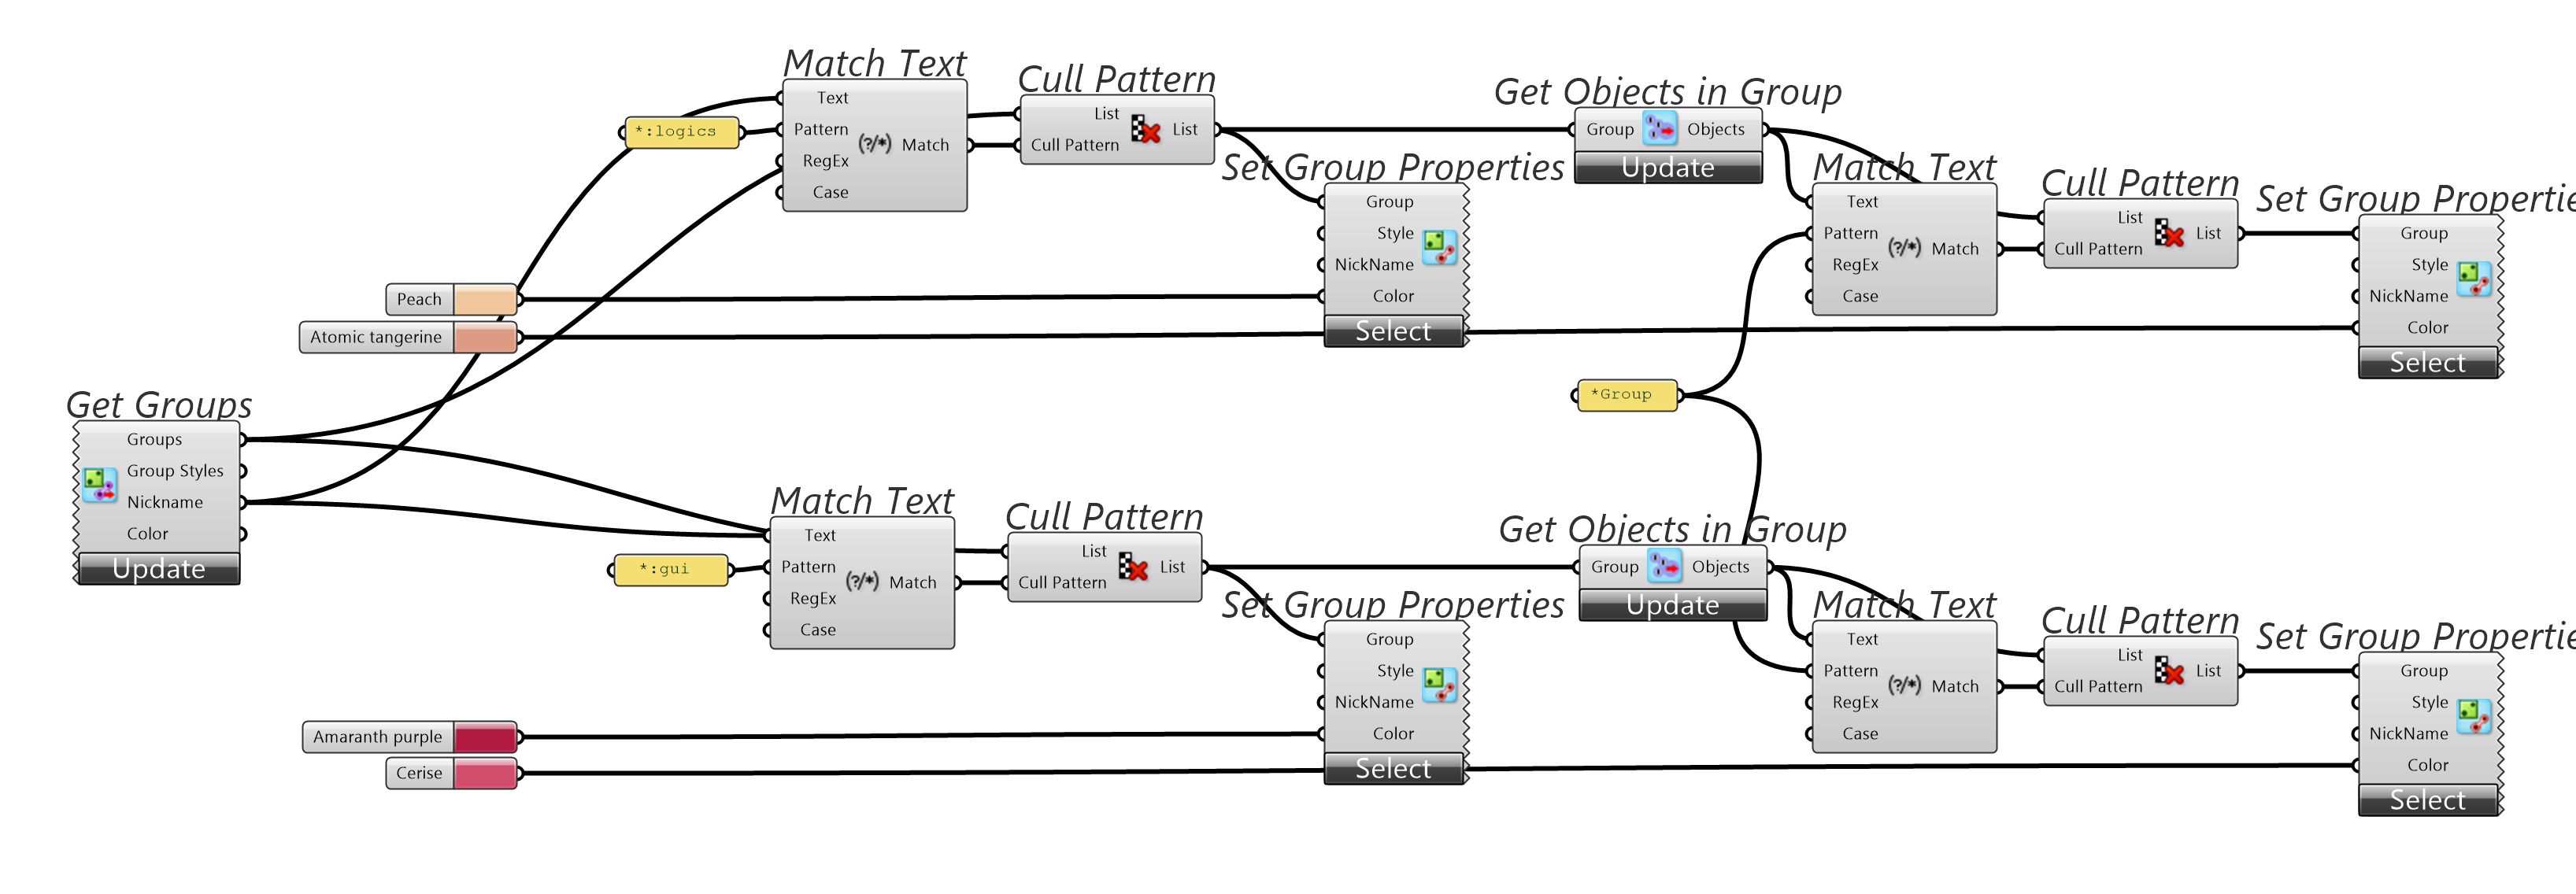 Match Text
Text
Pattern
RegEx
Case
(?/*)
Match
*:logics
Cull Pattern
List
Cull Pattern
List
Get Objects in Group
Group
Objects
Update
Set Group Properties
Group
Style
NickName
Color
Select
Match Text
Text
Pattern
RegEx
Case
(?/*)
Match
Cull Pattern
List
Cull Pattern
List
Set Group Propertie
Group
Style
NickName
Color
Select
Peach
Atomic tangerine
*Group
Get Groups
Groups
Group Styles
Nickname
Color
Update
Match Text
Text
Pattern
RegEx
Case
(?/*)
Match
*:gui
Cull Pattern
List
Cull Pattern
List
Get Objects in Group
Group
Objects
Update
Set Group Properties
Group
Style
NickName
Color
Select
Match Text
Text
Pattern
RegEx
Case
(?/*)
Match
Cull Pattern
List
Cull Pattern
List
Set Group Propertie
Group
Style
NickName
Color
Select
Amaranth purple
Cerise